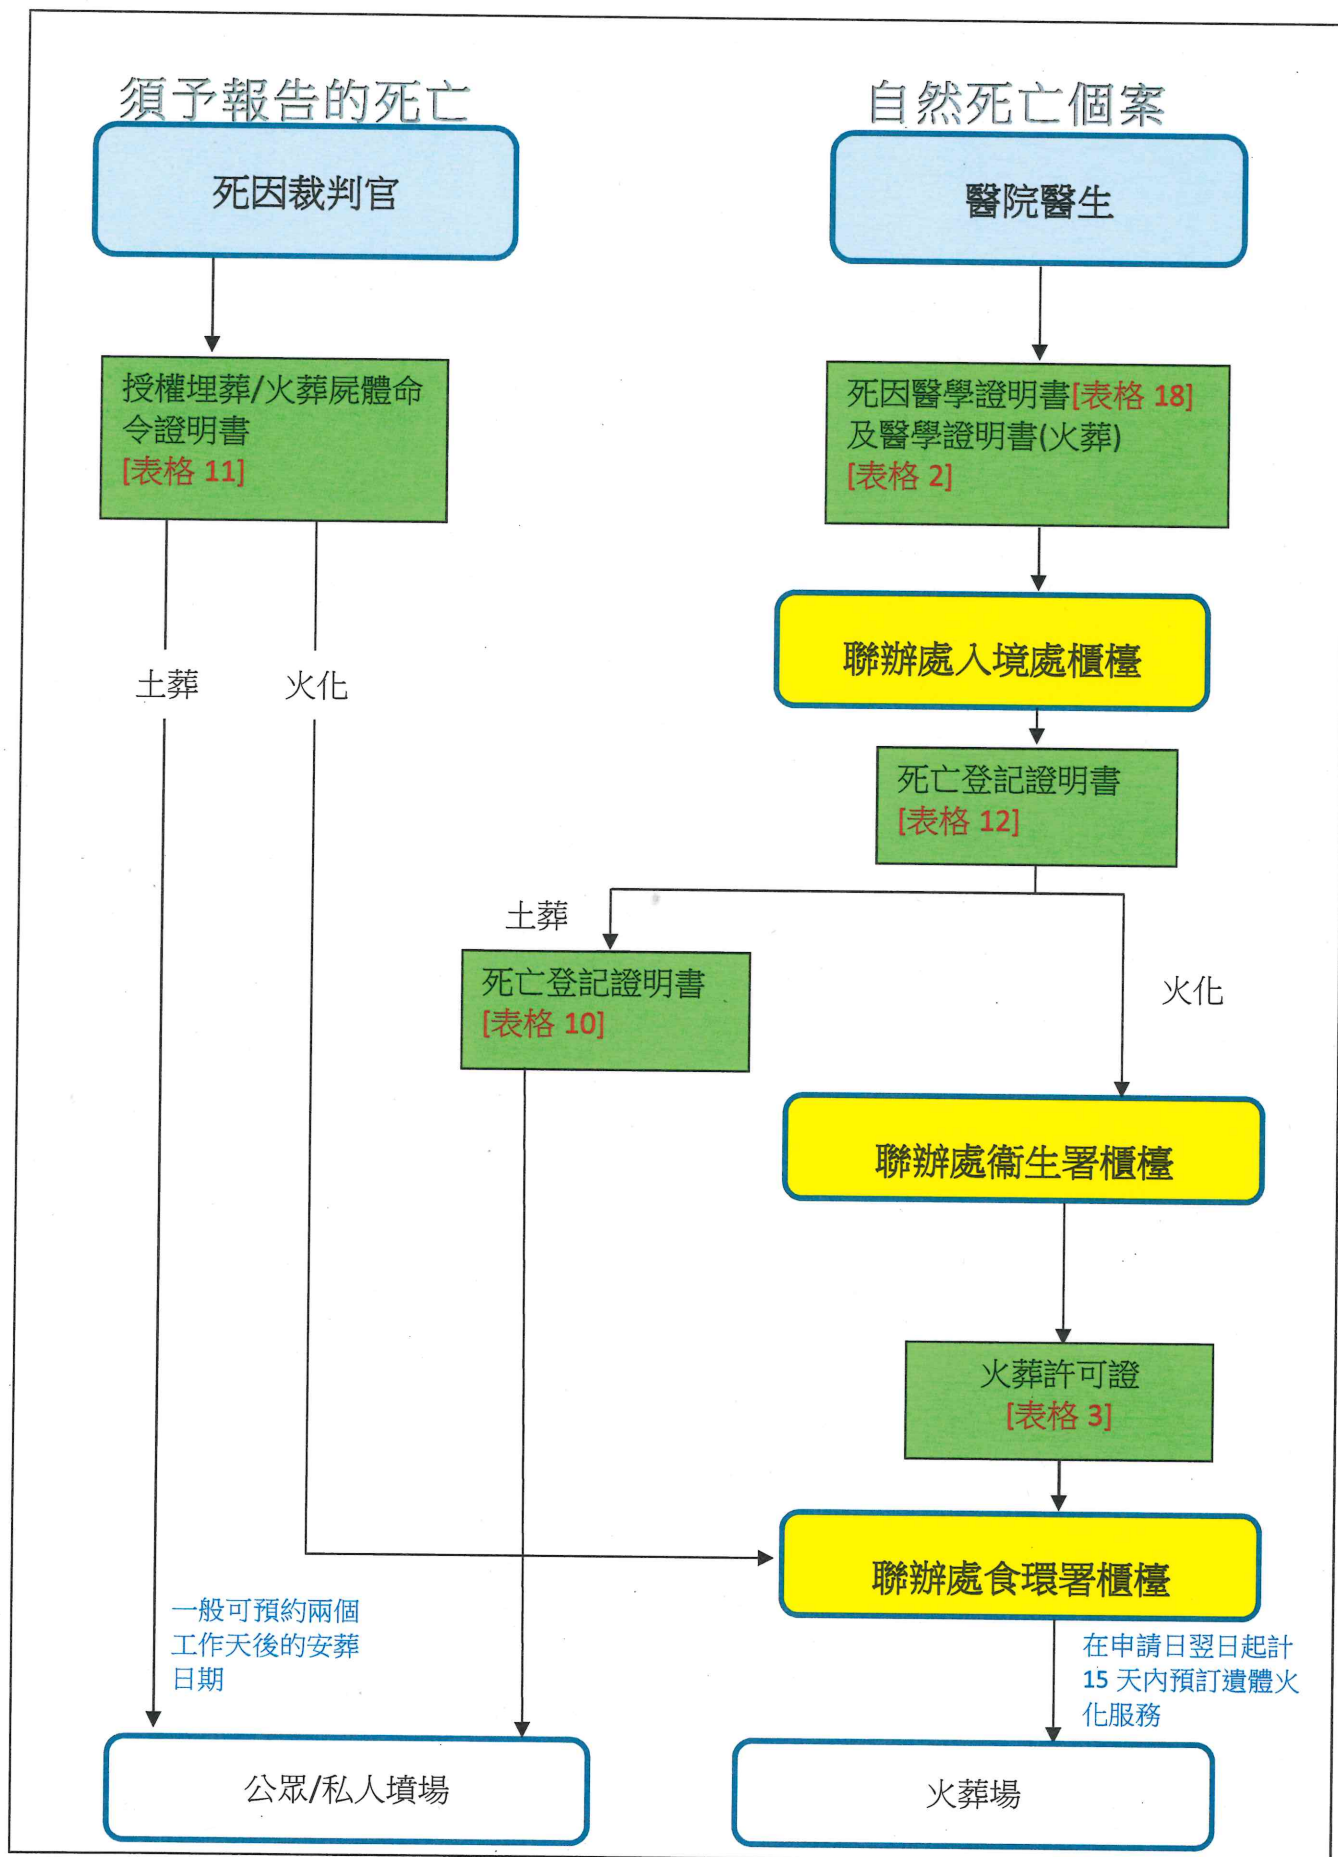 須予報告的死亡
自然死亡個案
死因裁判官
醫院醫生
授權埋葬/火葬屍體命
令證明書
[表格 11]
死因醫學證明書[表格 18]
及醫學證明書(火葬)
[表格 2]
聯辦處入境處櫃檯
土葬
火化
死亡登記證明書
[表格 12]
土葬
死亡登記證明書
[表格 10]
火化
聯辦處衞生署櫃檯
火葬許可證
[表格 3]
聯辦處食環署櫃檯
一般可預約兩個
工作天後的安葬
日期
在申請日翌日起計
15 天內預訂遺體火
化服務
公眾/私人墳場
火葬場